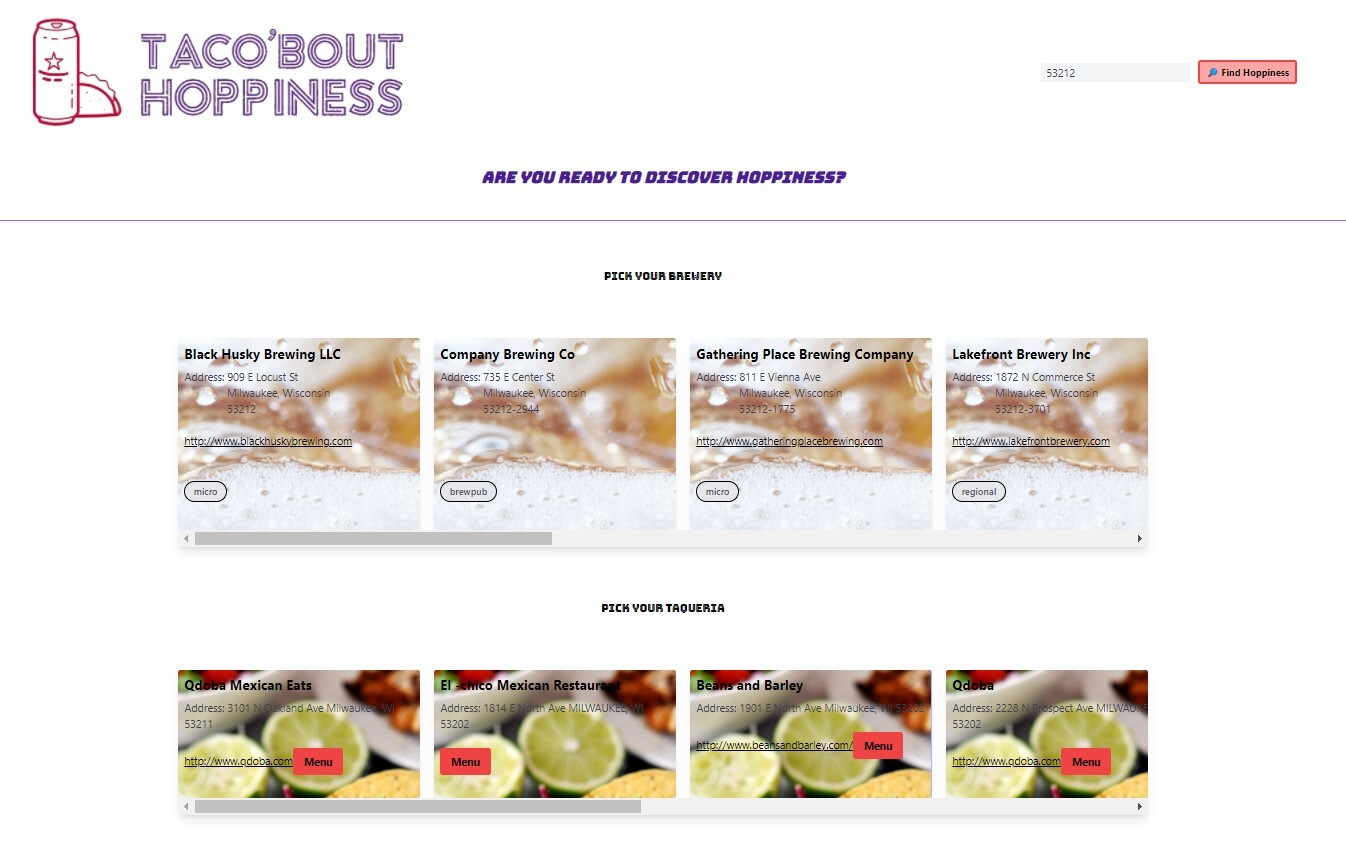 TACO'BOUT
HOPPINESS
53212
🔎 Find Hoppiness
ARE YOU READY TO DISCOVER HOPPINESS?
PICK YOUR BREWERY
Black Husky Brewing LLC
Address: 909 E Locust St
Milwaukee, Wisconsin
53212
http://www.blackhuskybrewing.com
micro
Company Brewing Co
Address: 735 E Center St
Milwaukee, Wisconsin
53212-2944
brewpub
Gathering Place Brewing Company
Address: 811 E Vienna Ave
Milwaukee, Wisconsin
53212-1775
http://www.gatheringplacebrewing.com
micro
Lakefront Brewery Inc
Address: 1872 N Commerce St
Milwaukee, Wisconsin
53212-3701
http://www.lakefrontbrewery.com
regional
PICK YOUR TAQUERIA
Qdoba Mexican Eats
Address: 3101 N Oakland Ave Milwaukee, WI
53211
http://www.qdoba.com Menu
El -chico Mexican Restaurant
Address: 1814 E North Ave MILWAUKEE, WI
53202
Menu
Beans and Barley
Address: 1901 E North Ave Milwaukee, WI 53202
http://www.beansandbarley.com/ Menu
Qdoba
Address: 2228 N Prospect Ave MILWAUKE
53202
http://www.qdoba.com Menu